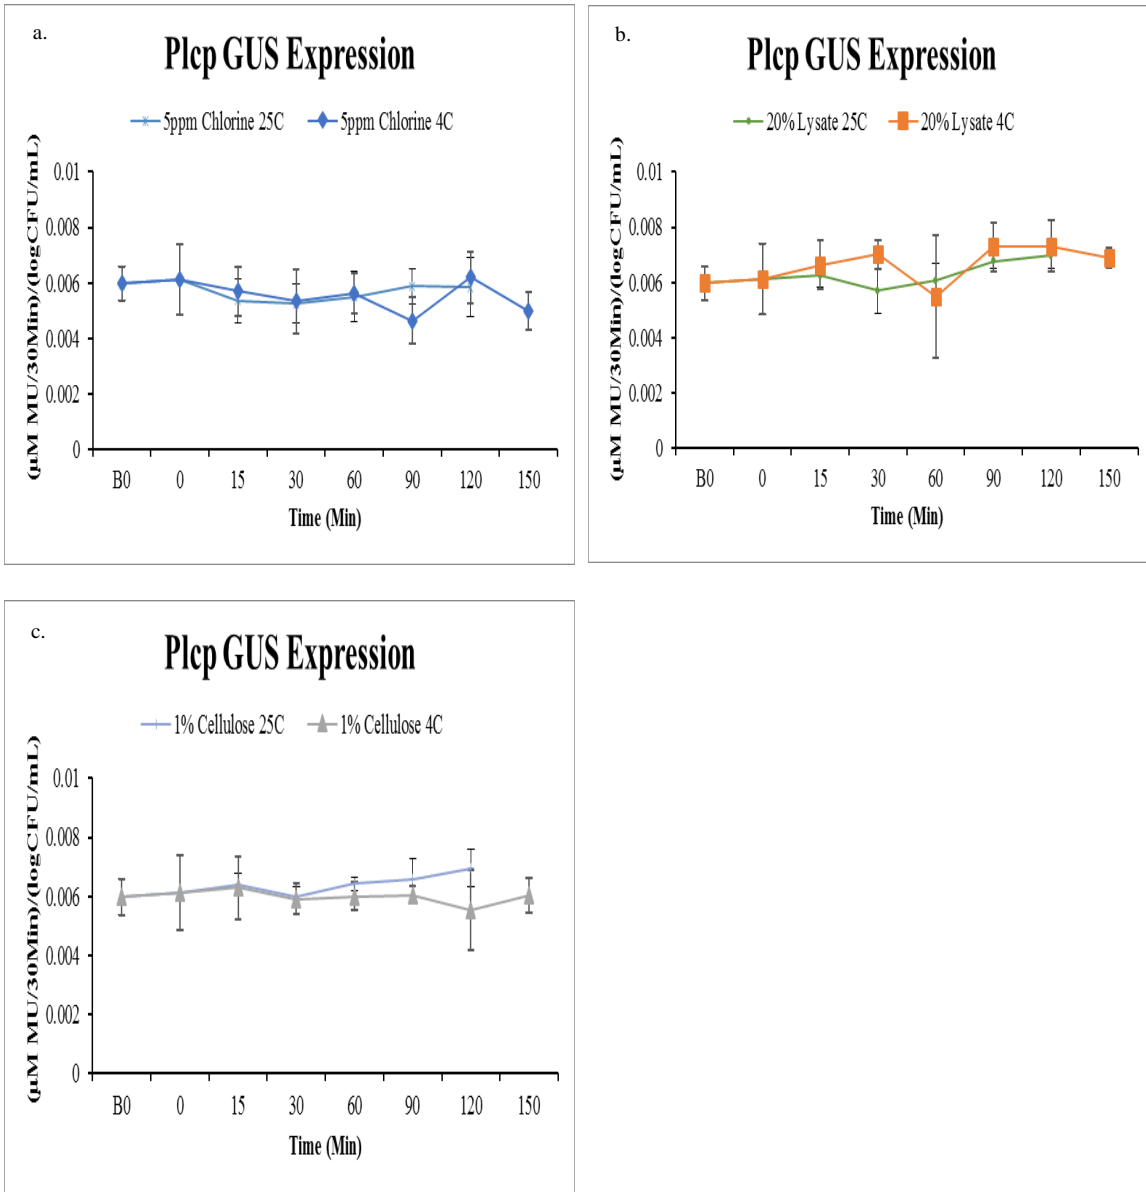 a.
Plcp GUS Expression
5ppm Chlorine 25C 5ppm Chlorine 4C
(µM MU/30Min)/(logCFU/mL)
0.01
0.008
0.006
0.004
0.002
0
B0 0 15 30 60 90 120 150
Time (Min)
b.
Plcp GUS Expression
20% Lysate 25C 20% Lysate 4C
(µM MU/30Min)/(logCFU/mL)
0.01
0.008
0.006
0.004
0.002
0
B0 0 15 30 60 90 120 150
Time (Min)
c.
Plcp GUS Expression
1% Cellulose 25C 1% Cellulose 4C
(µM MU/30Min)/(logCFU/mL)
0.01
0.008
0.006
0.004
0.002
0
B0 0 15 30 60 90 120 150
Time (Min)